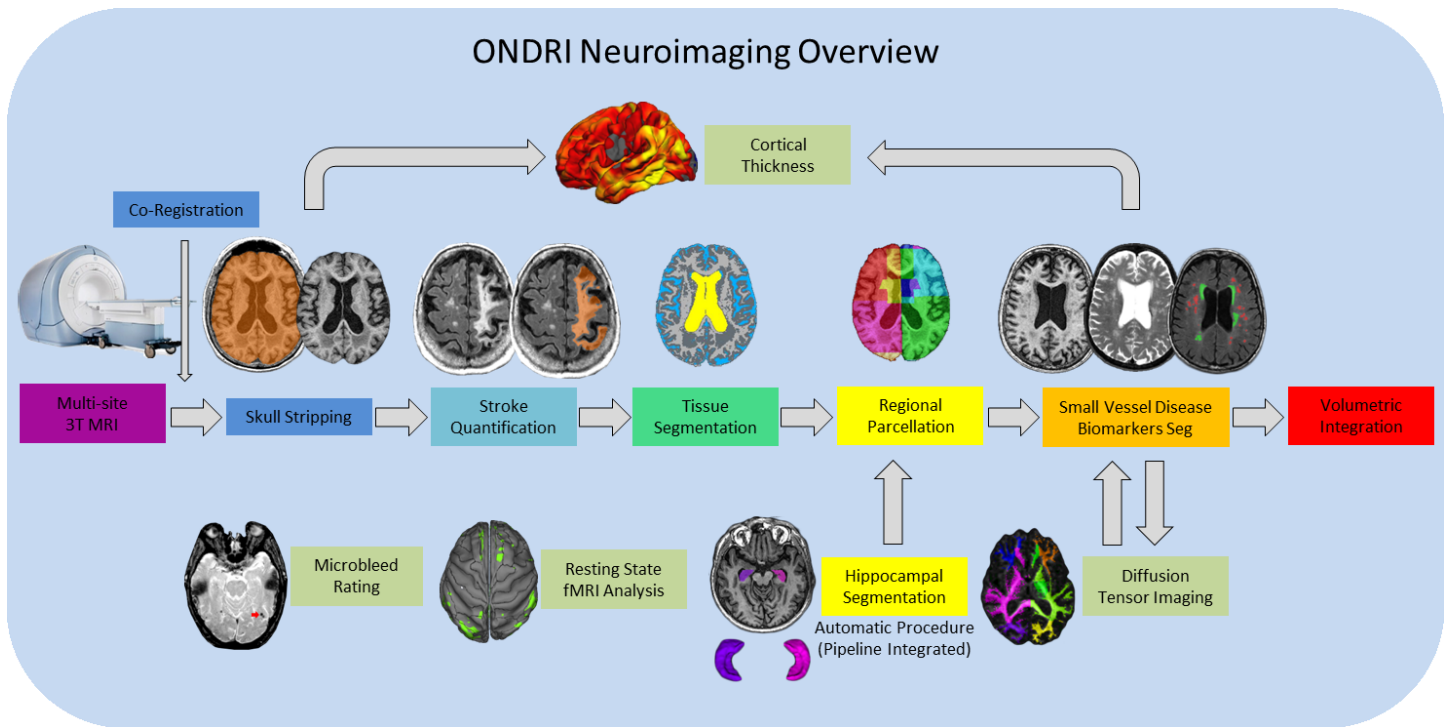 ONDRI Neuroimaging Overview
Cortical
Thickness
Co-Registration
Multi-site
3T MRI
Skull Stripping
Stroke
Quantification
Tissue
Segmentation
Regional
Parcellation
Small Vessel Disease
Biomarkers Seg
Volumetric
Integration
Microbleed
Rating
Resting State
fMRI Analysis
Hippocampal
Segmentation
Automatic Procedure
(Pipeline Integrated)
Diffusion
Tensor Imaging